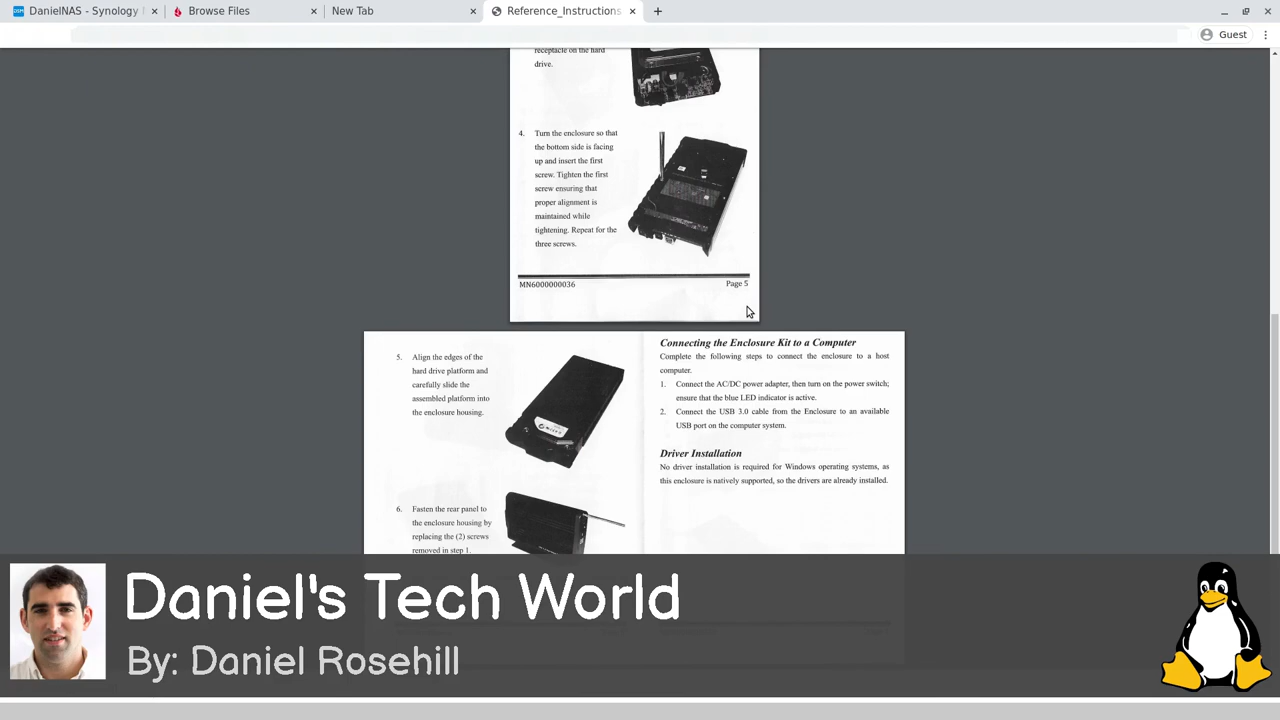 DanielNAS - Synology
Browse Files
New Tab
Reference_Instructions
Guest
receptacle on the hard
drive.
4. Turn the enclosure so that
the bottom side is facing
up and insert the first
screw. Tighten the first
screw ensuring that
proper alignment is
maintained while
tightening. Repeat for the
three screws.
MN6000000036 Page 5
5. Align the edges of the
hard drive platform and
carefully slide the
assembled platform into
the enclosure housing.
6. Fasten the rear panel to
the enclosure housing by
replacing the (2) screws
removed in step 1.
Connecting the Enclosure Kit to a Computer
Complete the following steps to connect the enclosure to a host
computer.
1. Connect the AC/DC power adapter, then turn on the power switch;
ensure that the blue LED indicator is active.
2. Connect the USB 3.0 cable from the Enclosure to an available
USB port on the computer system.
Driver Installation
No driver installation is required for Windows operating systems, as
this enclosure is natively supported, so the drivers are already installed.
Daniel's Tech World
By: Daniel Rosehill